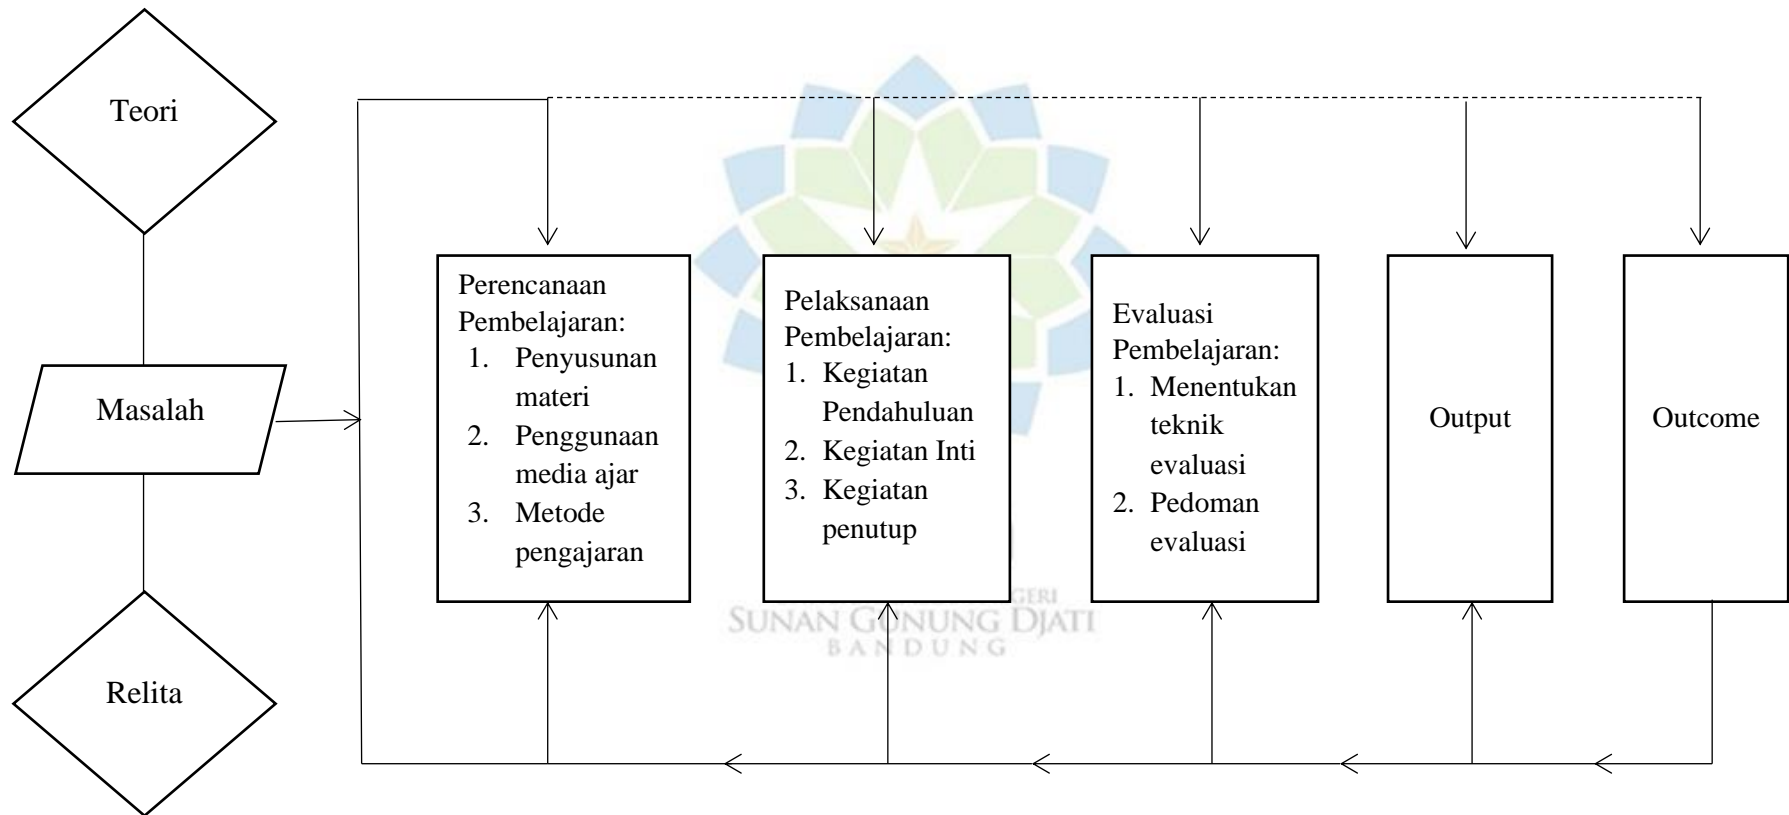 Teori
Masalah
Relita
Perencanaan
Pembelajaran:
1. Penyusunan
materi
2. Penggunaan
media ajar
3. Metode
pengajaran
Pelaksanaan
Pembelajaran:
1. Kegiatan
Pendahuluan
2. Kegiatan Inti
3. Kegiatan
penutup
Evaluasi
Pembelajaran:
1. Menentukan
teknik
evaluasi
2. Pedoman
evaluasi
Output
Outcome
SUNAN GUNUNG DJATI
BANDUNG